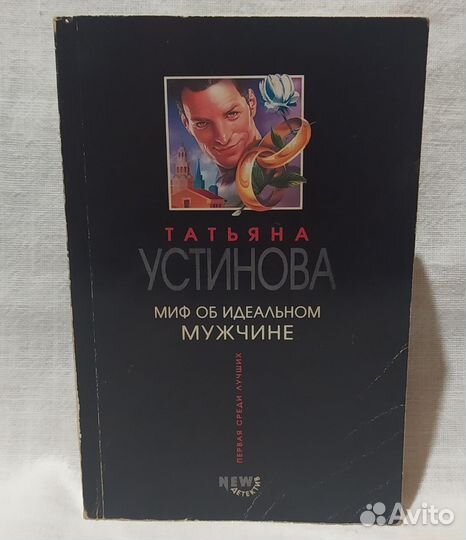 ТАТЬЯНА
УСТИНОВА
МИФ ОБ ИДЕАЛЬНОМ
МУЖЧИНЕ
ПЕРВАЯ СРЕДИ ЛУЧШИХ
NEW
ДЕТЕКТИВ
Avito